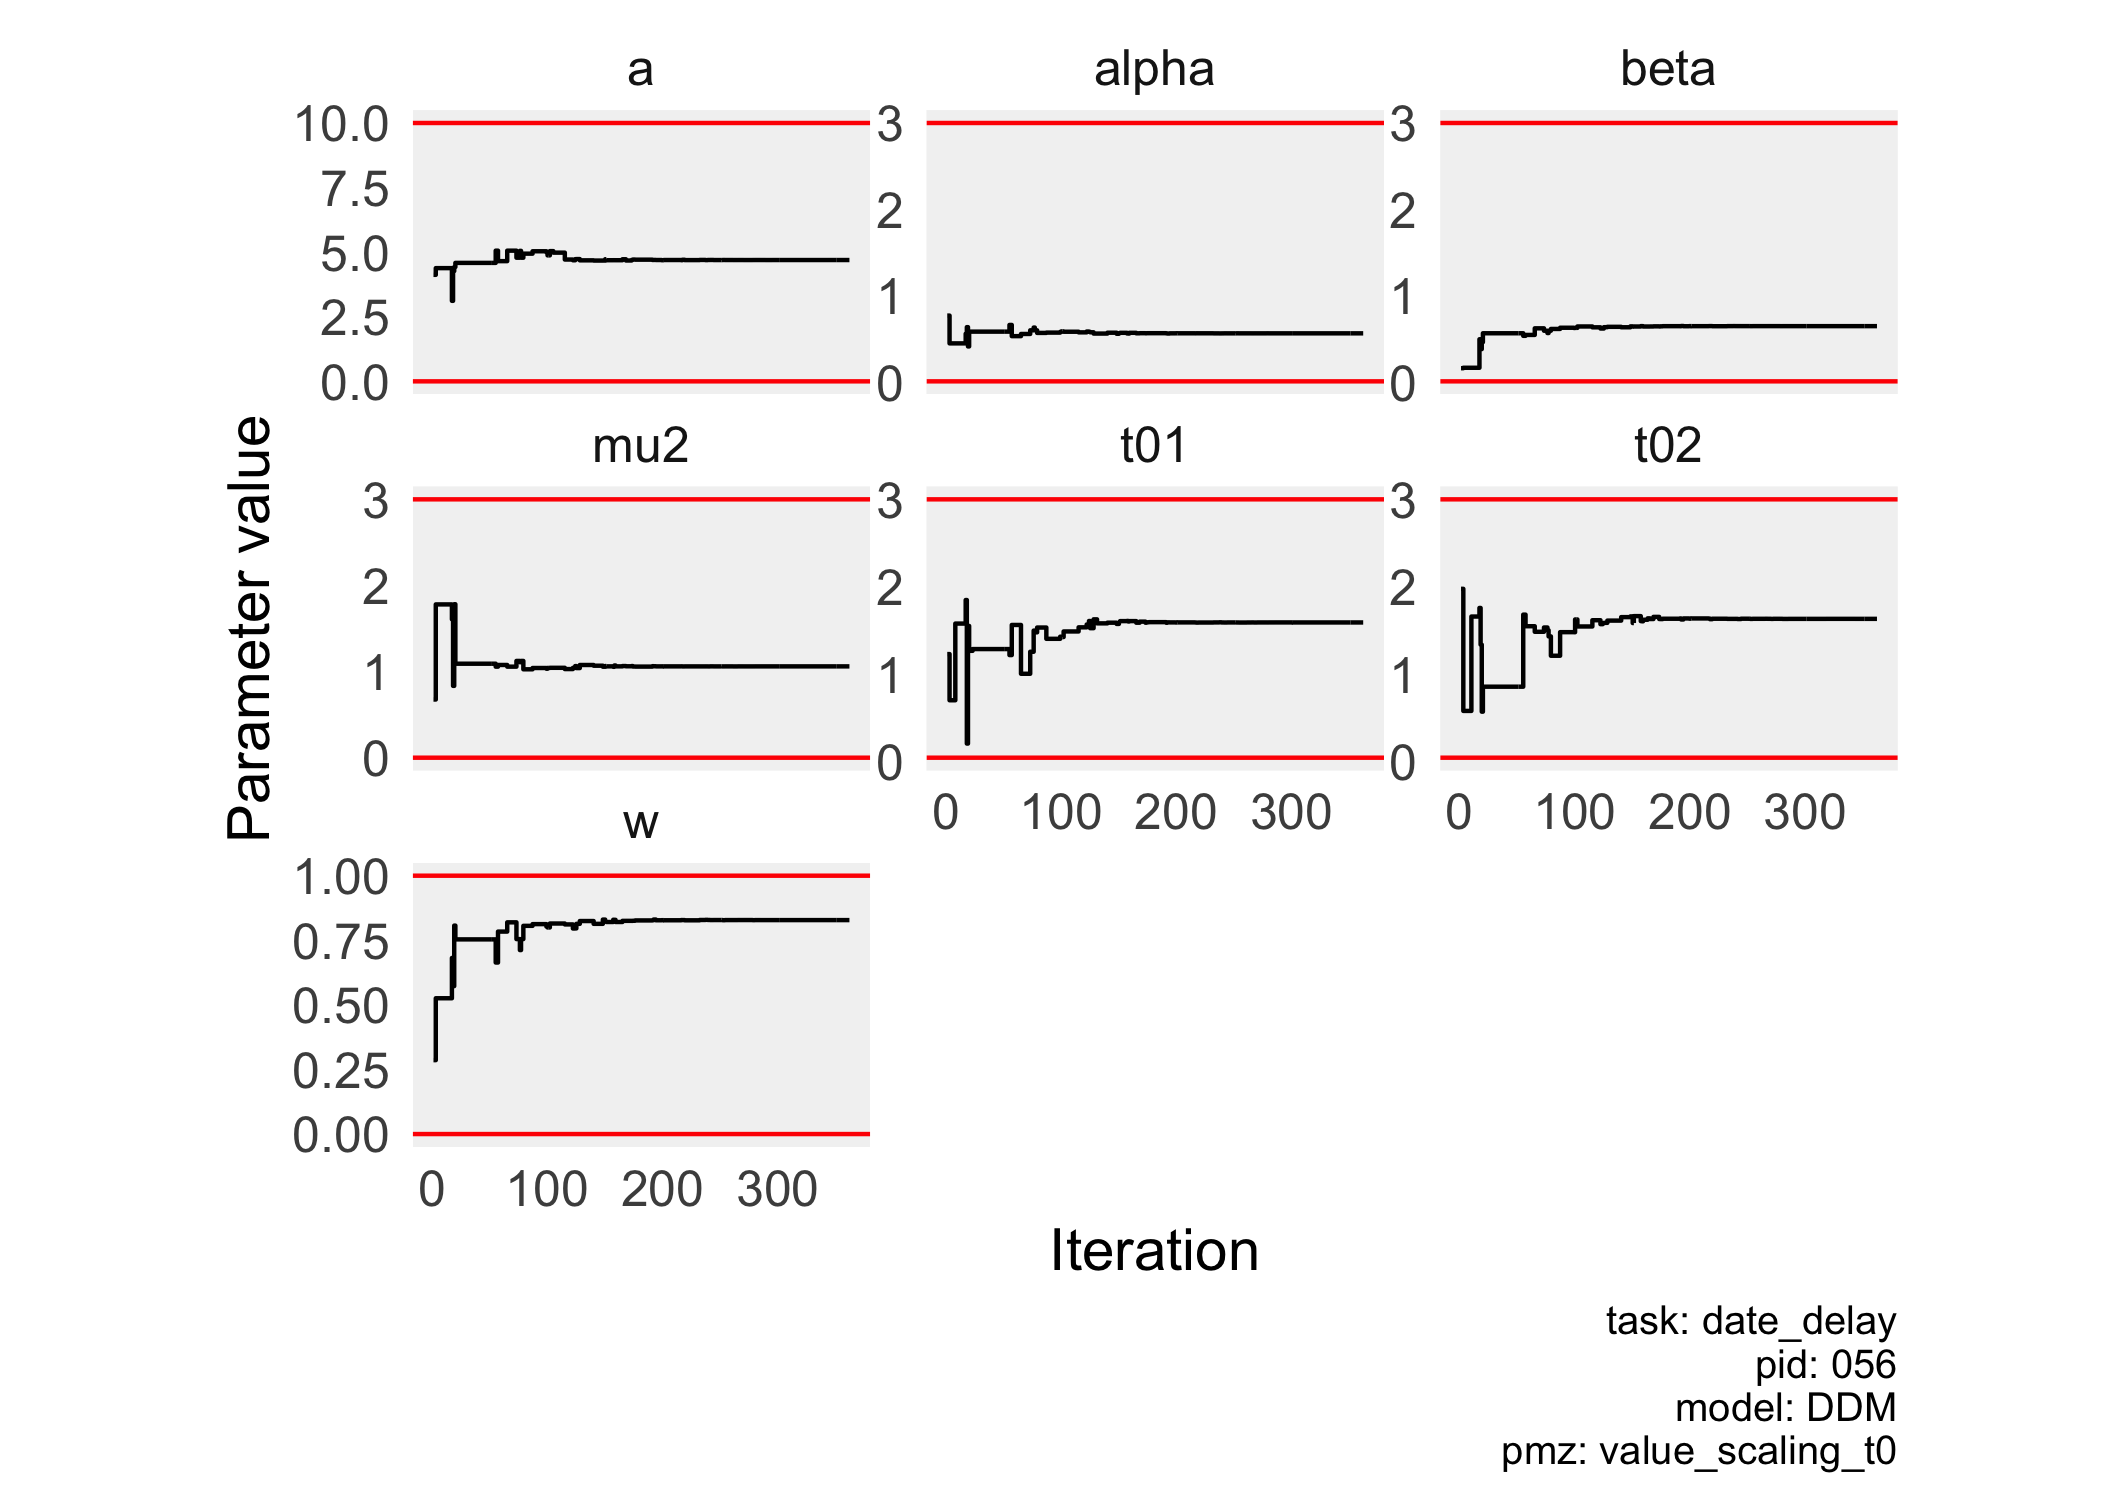 a alpha beta
10.0 3 3
7.5
2 2
5.0
1 1
2.5
0.0 0 0
mu2 t01 t02
3 3 3
2 2 2
1 1 1
0 0 0
0 100 200 300 0 100 200 300
w
1.00
0.75
0.50
0.25
0.00
0 100 200 300
Parameter value
Iteration
task: date_delay
pid: 056
model: DDM
pmz: value_scaling_t0